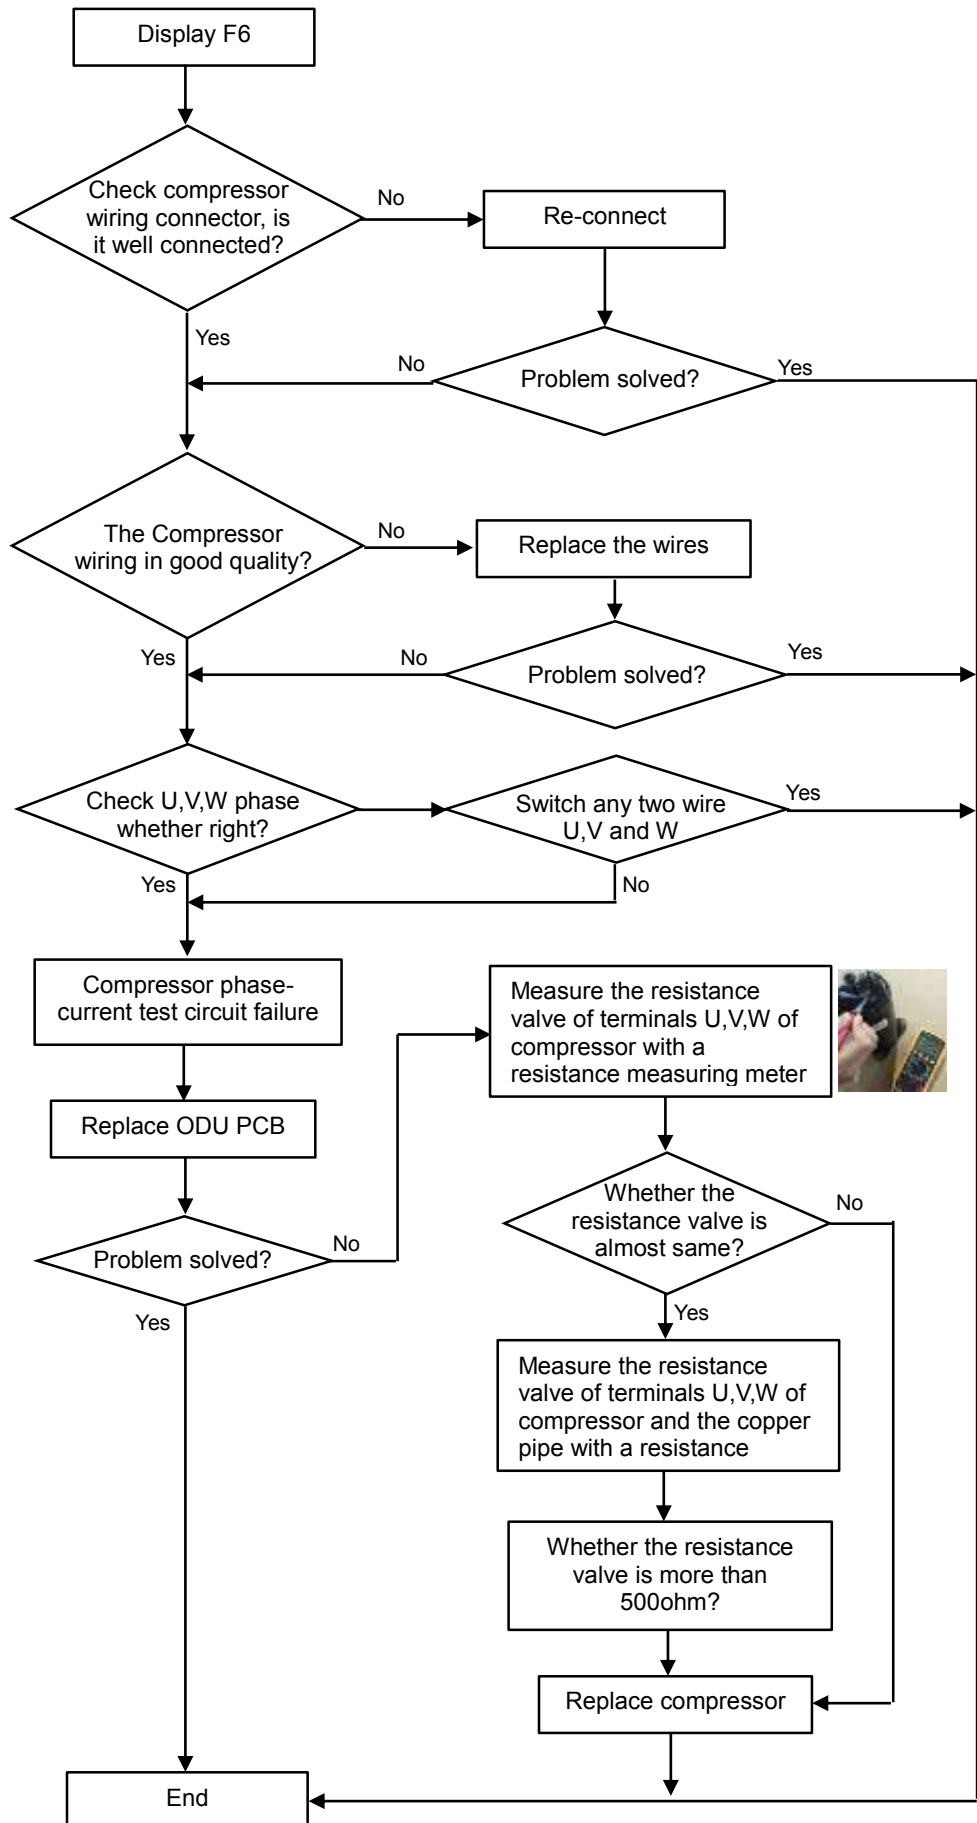 Display F6
Check compressor
wiring connector, is
it well connected?
No
Re-connect
Yes
No
Problem solved?
Yes
The Compressor
wiring in good quality?
No
Replace the wires
Yes
No
Problem solved?
Yes
Check U,V,W phase
whether right?
Switch any two wire
U,V and W
Yes
Yes
No
Compressor phase-
current test circuit failure
Measure the resistance
valve of terminals U,V,W of
compressor with a
resistance measuring meter
Replace ODU PCB
Problem solved?
No
Whether the
resistance valve is
almost same?
No
Yes
Yes
Measure the resistance
valve of terminals U,V,W of
compressor and the copper
pipe with a resistance
Whether the resistance
valve is more than
500ohm?
Replace compressor
End